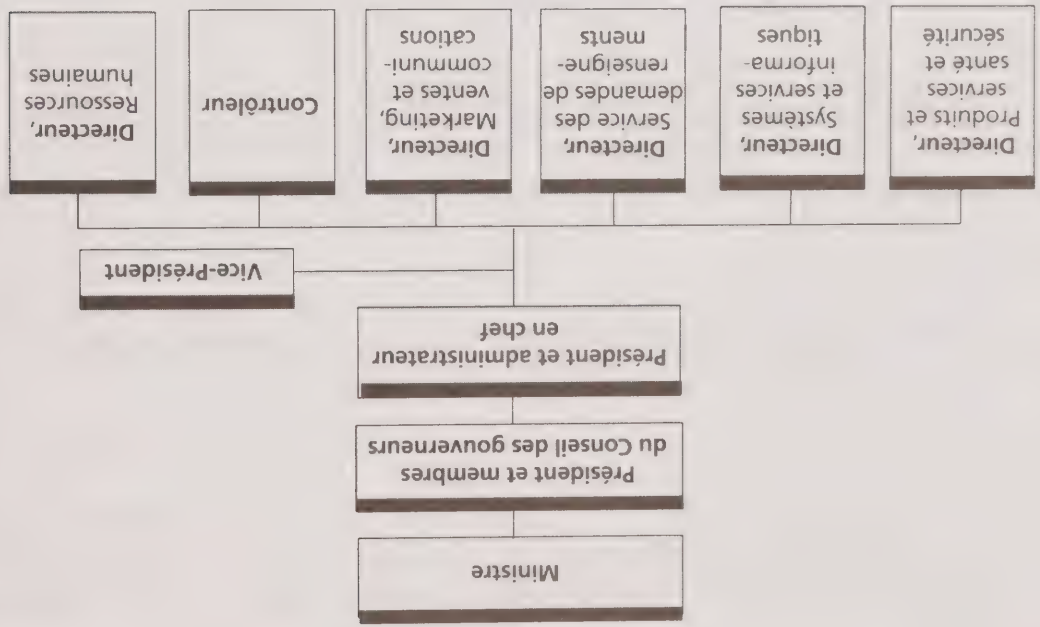 Ministre
Président et membres
du Conseil des gouverneurs
Président et administrateur
en chef
Vice-Président
Directeur,
Produits et
services
santé et
sécurité
Directeur,
Systèmes
et services
informa-
tiques
Directeur,
Service des
demandes de
renseigne-
ments
Directeur,
Marketing,
ventes et
communi-
cations
Contrôleur
Directeur,
Ressources
humaines